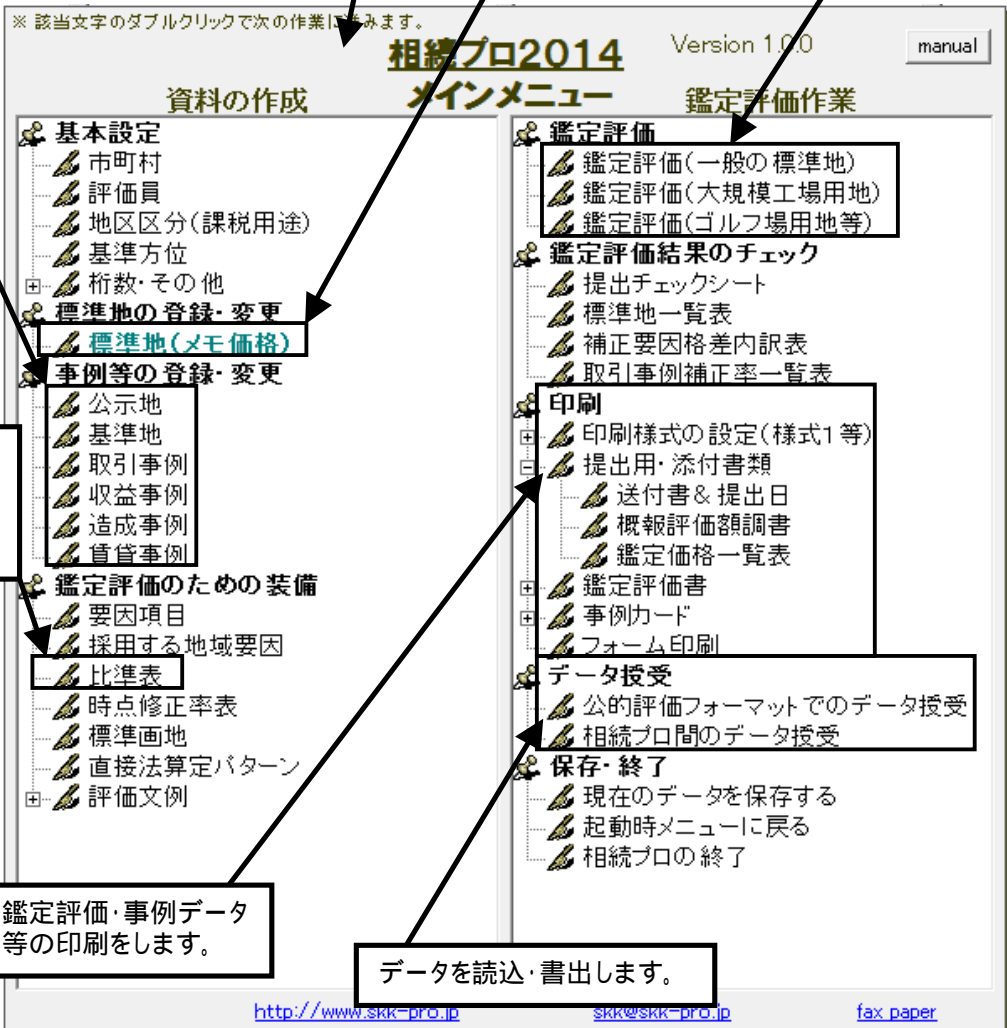 ※ 該当文字のダブルクリックで次の作業に進みます。
相続プロ2014
Version 1.0.0
manual
メインメニュー
資料の作成
基本設定
市町村
評価員
地区区分(課税用途)
基準方位
桁数・その他
標準地の登録・変更
標準地(メモ価格)
事例等の登録・変更
公示地
基準地
取引事例
収益事例
造成事例
賃貸事例
鑑定評価のための装備
要因項目
採用する地域要因
比準表
時点修正率表
標準画地
直接法算定パターン
評価文例
鑑定評価作業
鑑定評価
鑑定評価(一般の標準地)
鑑定評価(大規模工場用地)
鑑定評価(ゴルフ場用地等)
鑑定評価結果のチェック
提出チェックシート
標準地一覧表
補正要因格差内訳表
取引事例補正率一覧表
印刷
印刷様式の設定(様式1等)
提出用・添付書類
送付書&提出日
概報評価額調書
鑑定価格一覧表
鑑定評価書
事例カード
フォーム印刷
データ授受
公的評価フォーマットでのデータ授受
相続プロ間のデータ授受
保存・終了
現在のデータを保存する
起動時メニューに戻る
相続プロの終了
鑑定評価・事例データ
等の印刷をします。
データを読込・書出します。
http://www.skk-pro.jp
skk@skk-pro.jp
fax paper